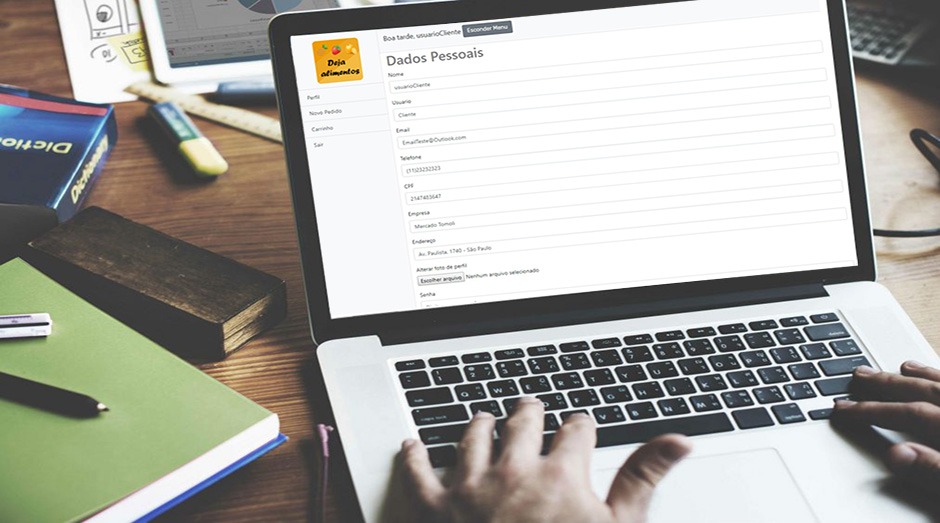 Deja
alimentos
Perfil
Novo Pedido
Carrinho
Sair
Boa tarde, usuarioCliente Esconder Menu
Dados Pessoais
Nome
usuarioCliente
Usuario
Cliente
Email
EmailTeste@Outlook.com
Telefone
(11)23232323
CPF
2147483647
Empresa
Mercado Tomoli
Endereço
Av. Paulista, 1740 - São Paulo
Alterar foto de perfil
Escolher arquivo Nenhum arquivo selecionado
Senha
Dictionary